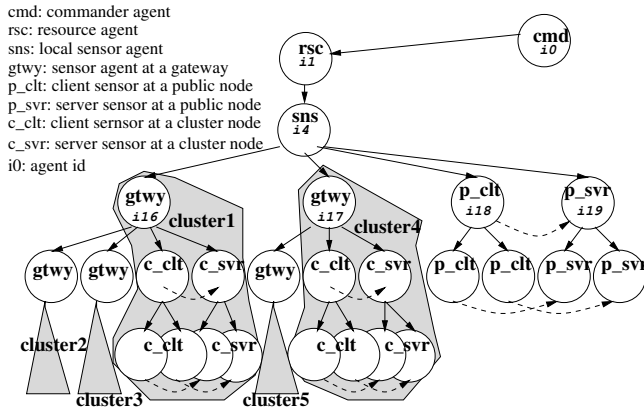 cmd: commander agent
rsc: resource agent
sns: local sensor agent
gtwy: sensor agent at a gateway
p_clt: client sensor at a public node
p_svr: server sensor at a public node
c_clt: client sernsor at a cluster node
c_svr: server sensor at a cluster node
i0: agent id
cmd
i0
rsc
i1
sns
i4
gtwy
i16
cluster1
gtwy
i17
cluster4
p_clt
i18
p_svr
i19
gtwy
gtwy
c_clt
c_svr
gtwy
c_clt
c_svr
p_clt
p_clt
p_svr
p_svr
cluster2
c_clt
c_svr
c_clt
c_svr
cluster3
cluster5